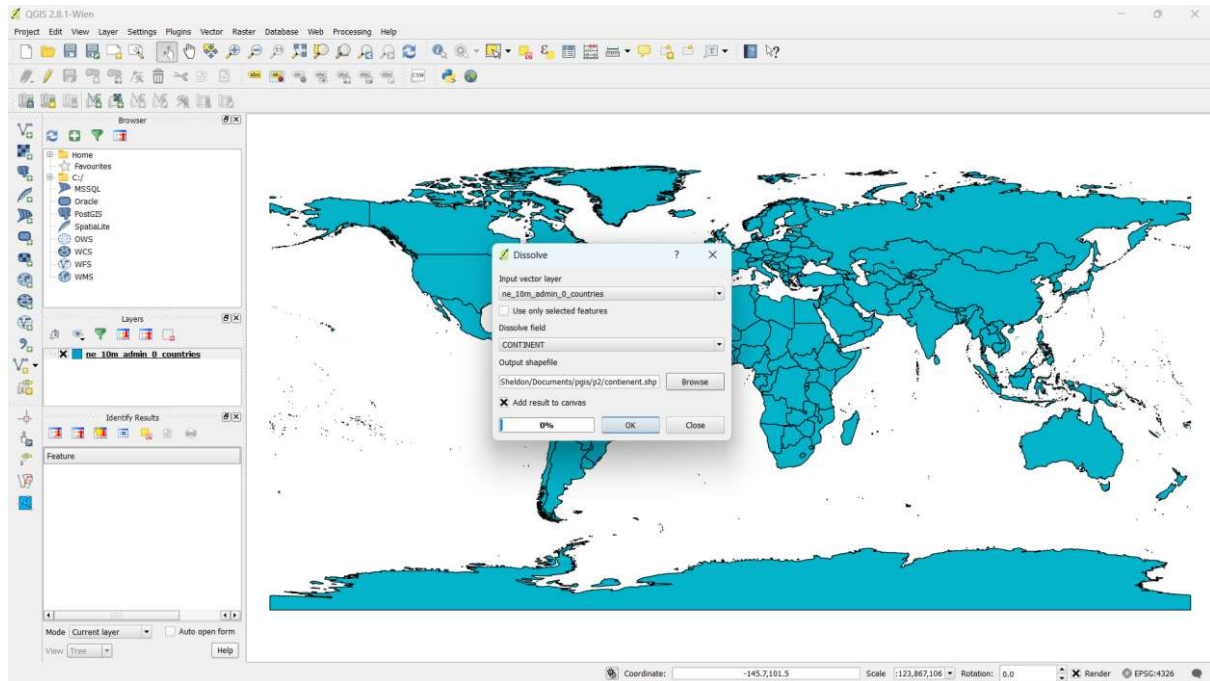 QGIS 2.8.1-Wien
Project Edit View Layer Settings Plugins Vector Raster Database Web Processing Help
CSW
Browser
Home
Favourites
C:/
MSSQL
Oracle
PostGIS
SpatiaLite
OWS
WCS
WFS
WMS
Layers
ne_10m_admin_0_countries
Identify Results
Feature
Mode Current layer Auto open form
View Tree Help
Dissolve ? X
Input vector layer
ne_10m_admin_0_countries
Use only selected features
Dissolve field
CONTINENT
Output shapefile
Sheldon/Documents/pgis/p2/contienent.shp Browse
Add result to canvas
0% OK Close
Coordinate: -145.7,101.5 Scale :123,867,106 Rotation: 0.0 Render EPSG:4326